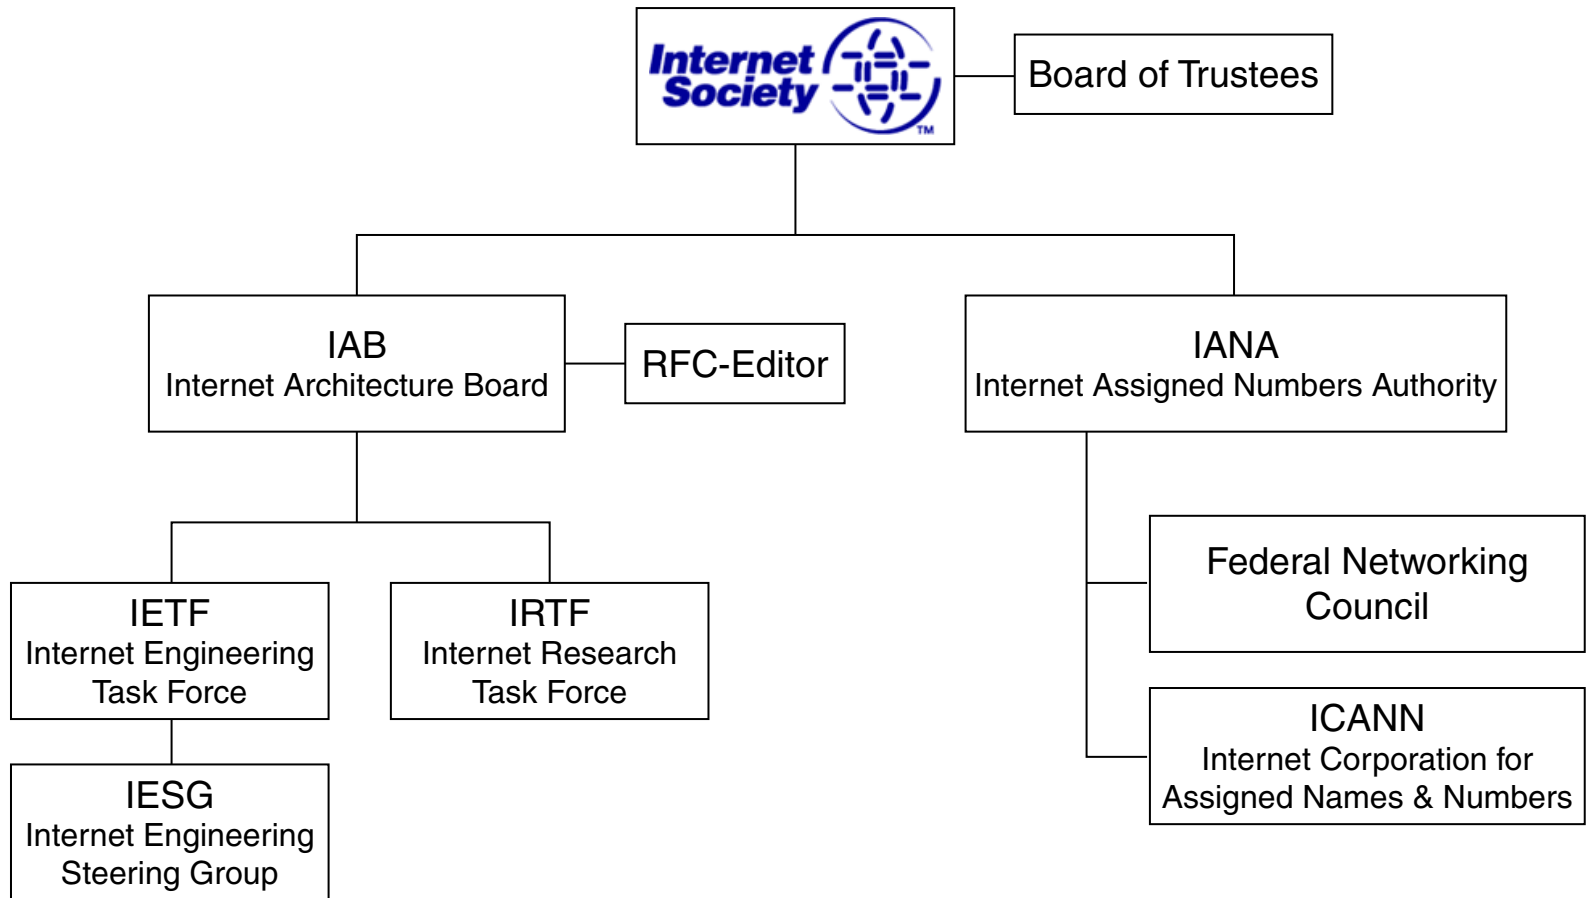 Internet
Society
TM
Board of Trustees
IAB
Internet Architecture Board
RFC-Editor
IANA
Internet Assigned Numbers Authority
IETF
Internet Engineering
Task Force
IRTF
Internet Research
Task Force
Federal Networking
Council
IESG
Internet Engineering
Steering Group
ICANN
Internet Corporation for
Assigned Names & Numbers